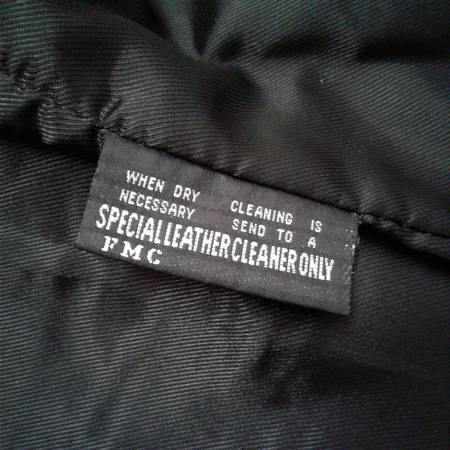 WHEN DRY CLEANING IS
NECESSARY SEND TO A
SPECIAL LEATHER CLEANER ONLY
FMC